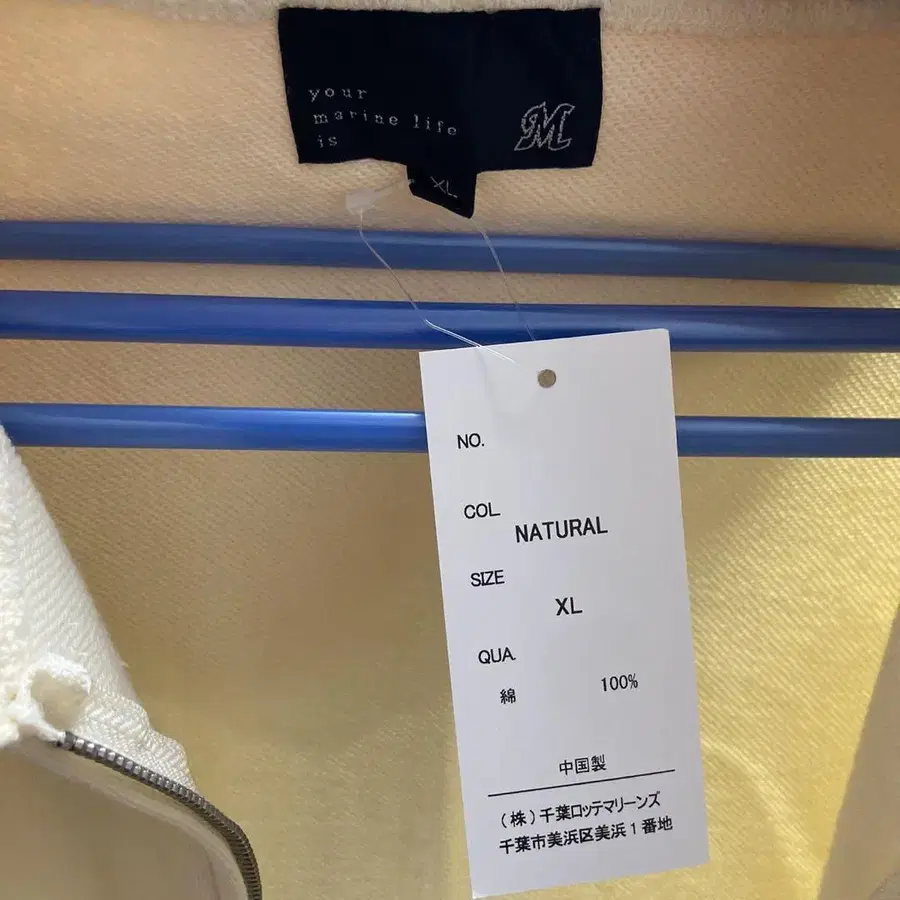 your
marine life
is
M
XL
NO.
COL.
NATURAL
SIZE
XL
QUA.
綿 100%
中国製
(株)千葉ロッテマリーンズ
千葉市美浜区美浜1番地